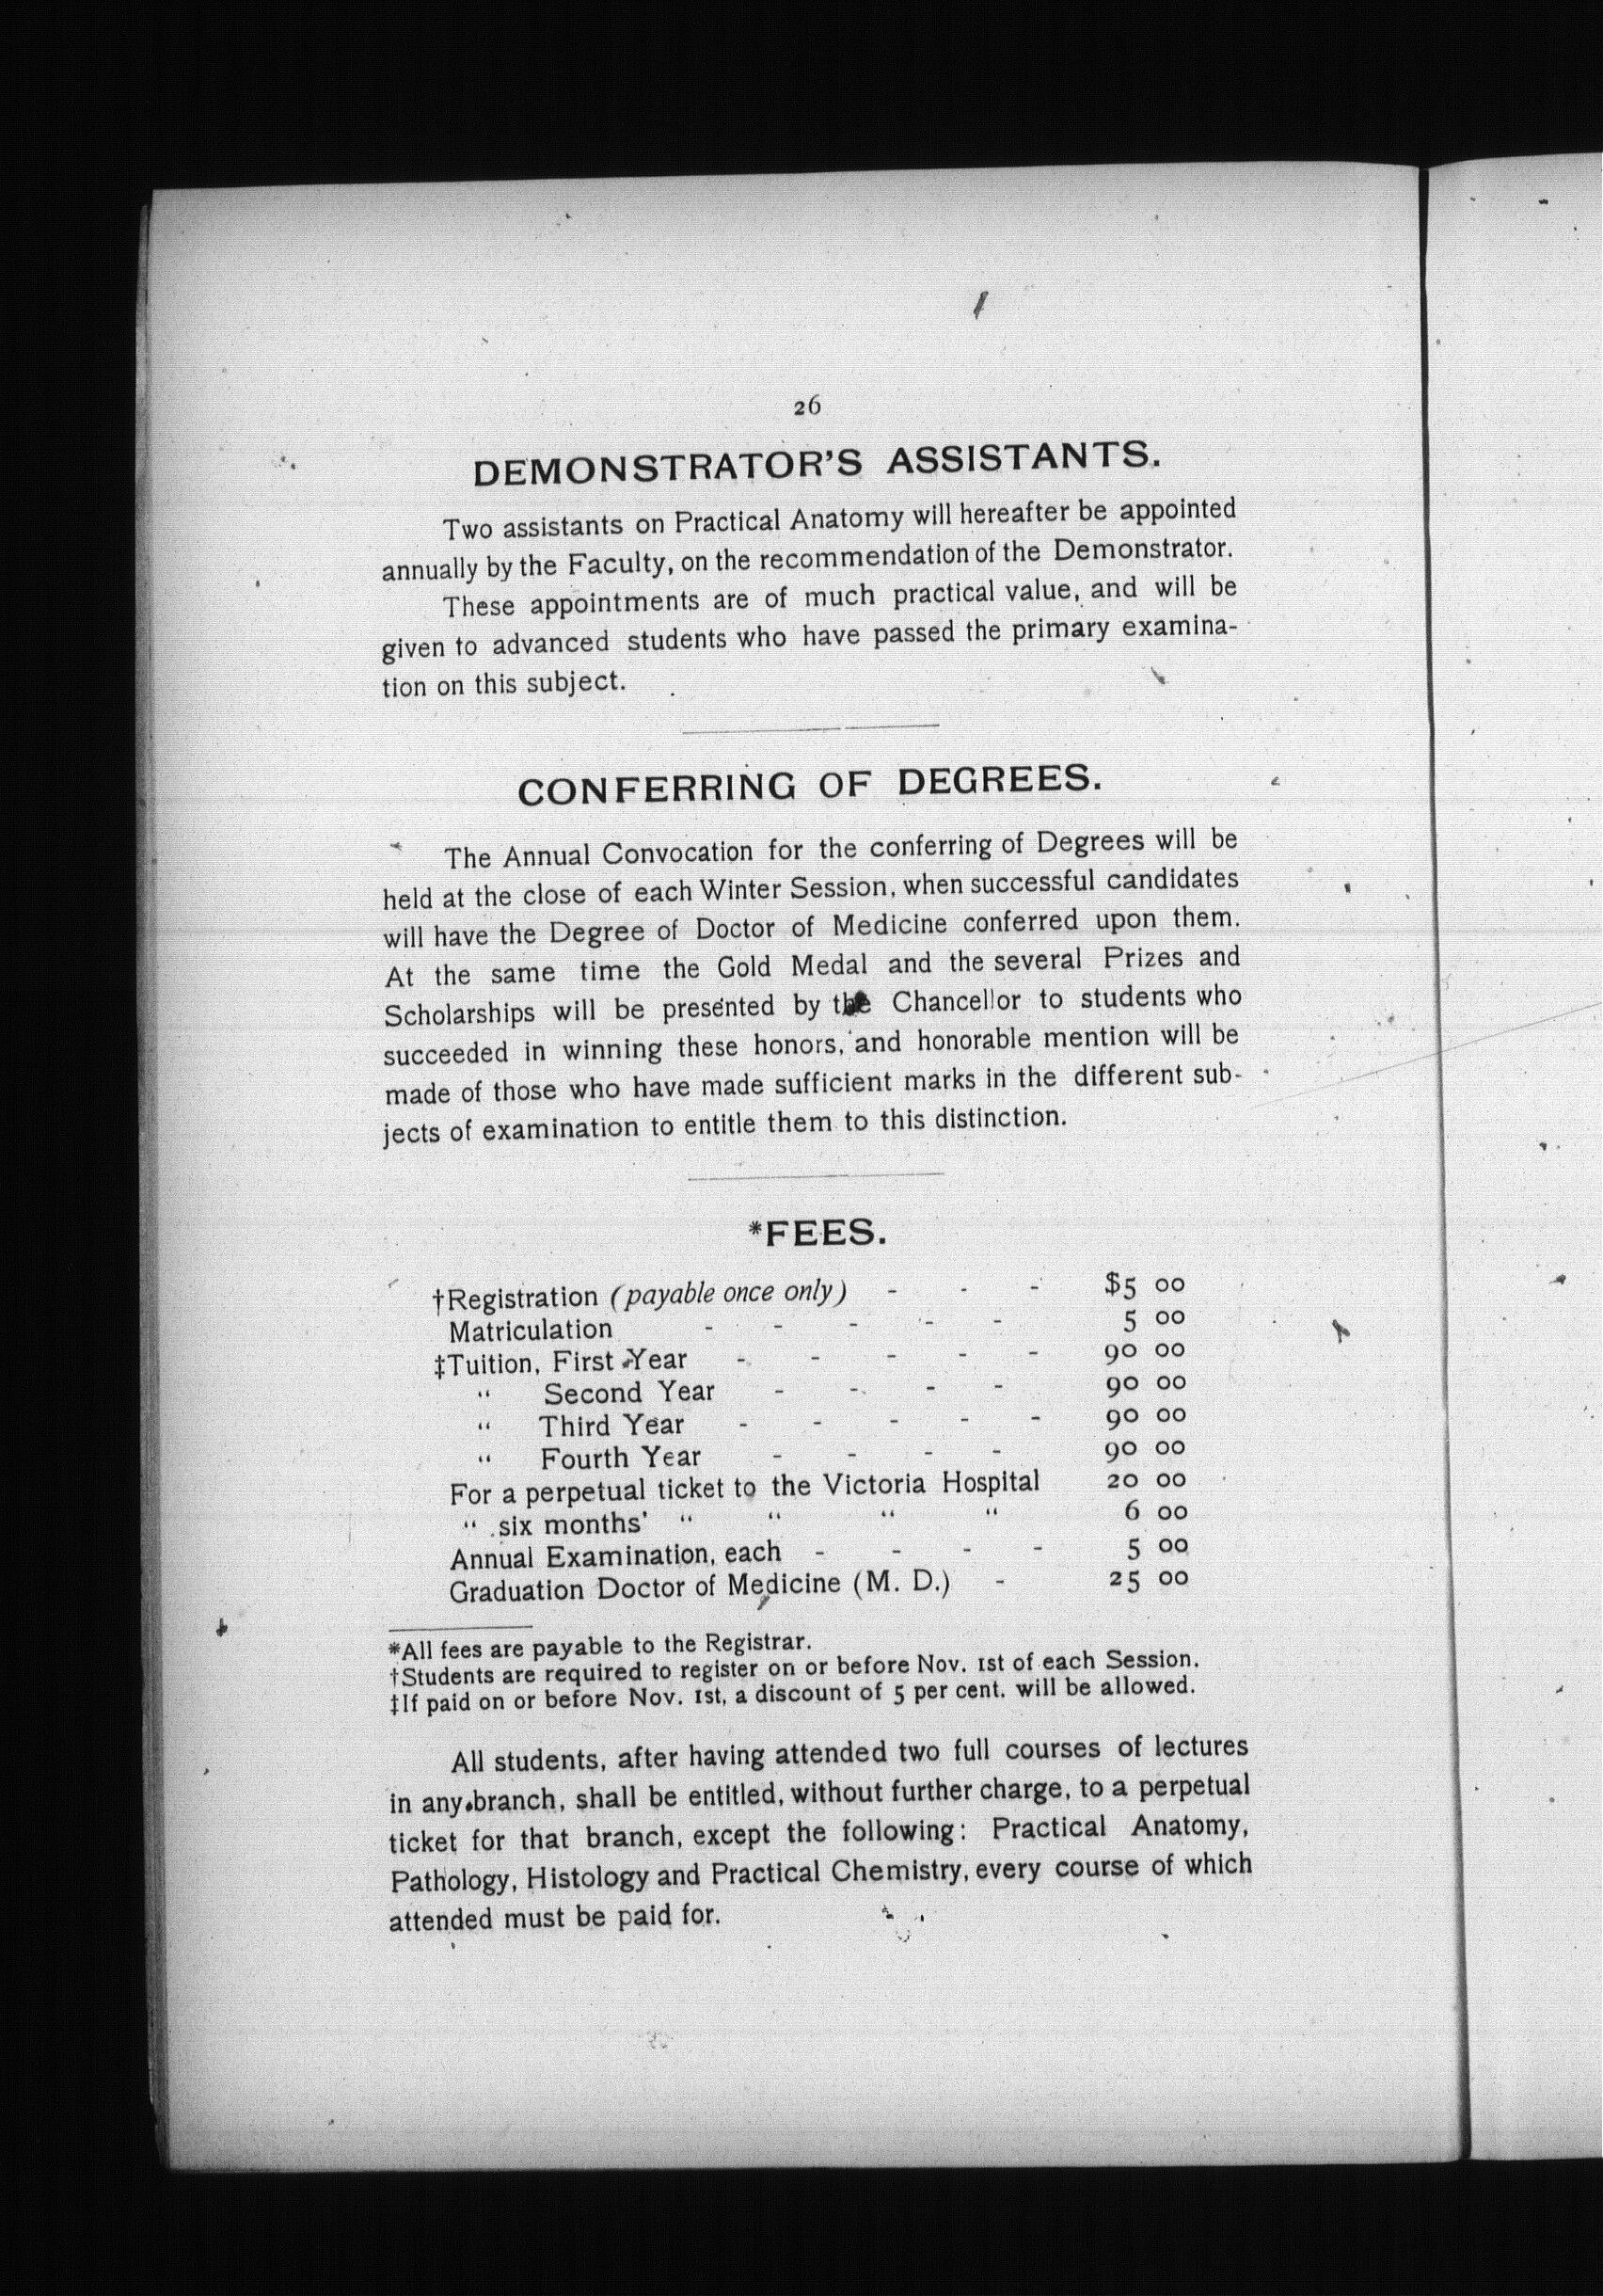 26
DEMONSTRATOR'S ASSISTANTS.
Two assistants on Practical Anatomy will hereafter be appointed
annually by the Faculty, on the recommendation of the Demonstrator.
These appointments are of much practical value, and will be
given to advanced students who have passed the primary examina-
tion on this subject.
CONFERRING OF DEGREES.
The Annual Convocation for the conferring of Degrees will be
held at the close of each Winter Session, when successful candidates
will have the Degree of Doctor of Medicine conferred upon them.
At the same time the Gold Medal and the several Prizes and
Scholarships will be presented by the Chancellor to students who
succeeded in winning these honors, and honorable mention will be
made of those who have made sufficient marks in the different sub-
jects of examination to entitle them to this distinction.
*FEES.
†Registration (payable once only) - - - $5 00
Matriculation - - - - - 5 00
‡Tuition, First Year - - - - - 90 00
“ Second Year - - - - 90 00
“ Third Year - - - - - 90 00
“ Fourth Year - - - - 90 00
For a perpetual ticket to the Victoria Hospital 20 00
“ six months' “ “ “ “ 6 00
Annual Examination, each - - - - 5 00
Graduation Doctor of Medicine (M. D.) - 25 00
*All fees are payable to the Registrar.
†Students are required to register on or before Nov. 1st of each Session.
‡If paid on or before Nov. 1st, a discount of 5 per cent. will be allowed.
All students, after having attended two full courses of lectures
in any branch, shall be entitled, without further charge, to a perpetual
ticket for that branch, except the following: Practical Anatomy,
Pathology, Histology and Practical Chemistry, every course of which
attended must be paid for.